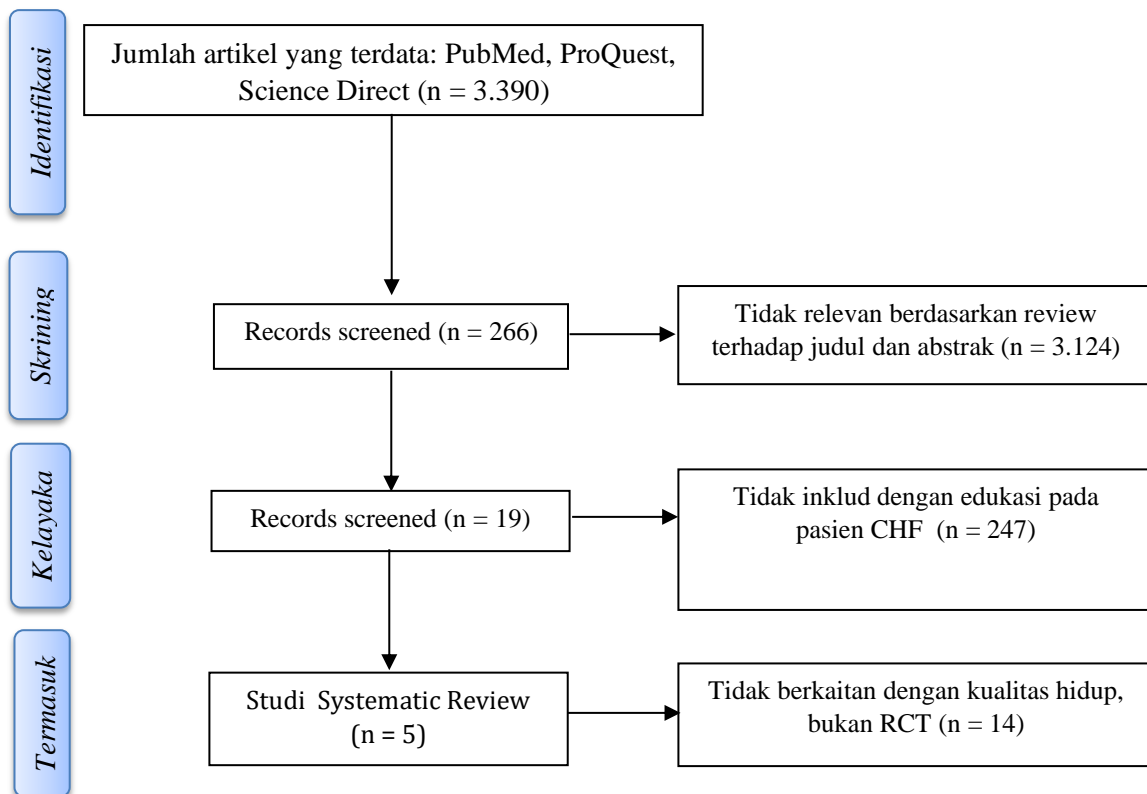 Identifikasi
Jumlah artikel yang terdata: PubMed, ProQuest,
Science Direct (n = 3.390)
Skrining
Records screened (n = 266)
Tidak relevan berdasarkan review
terhadap judul dan abstrak (n = 3.124)
Kelayaka
Records screened (n = 19)
Tidak inklud dengan edukasi pada
pasien CHF (n = 247)
Termasuk
Studi Systematic Review
(n = 5)
Tidak berkaitan dengan kualitas hidup,
bukan RCT (n = 14)